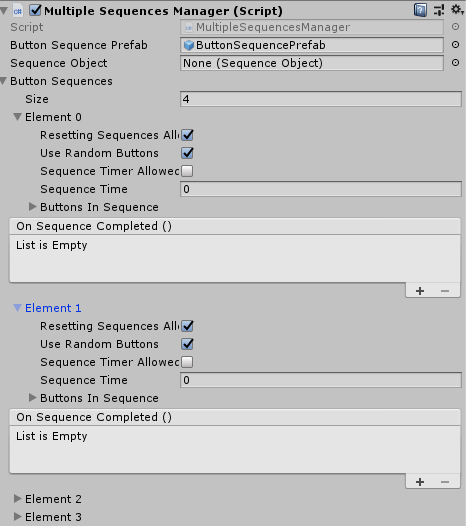 Multiple Sequences Manager (Script)
Script MultipleSequencesManager
Button Sequence Prefab ButtonSequencePrefab
Sequence Object None (Sequence Object)
Button Sequences
Size 4
Element 0
Resetting Sequences All
Use Random Buttons
Sequence Timer Allowed
Sequence Time 0
Buttons In Sequence
On Sequence Completed ()
List is Empty
Element 1
Resetting Sequences All
Use Random Buttons
Sequence Timer Allowed
Sequence Time 0
Buttons In Sequence
On Sequence Completed ()
List is Empty
Element 2
Element 3